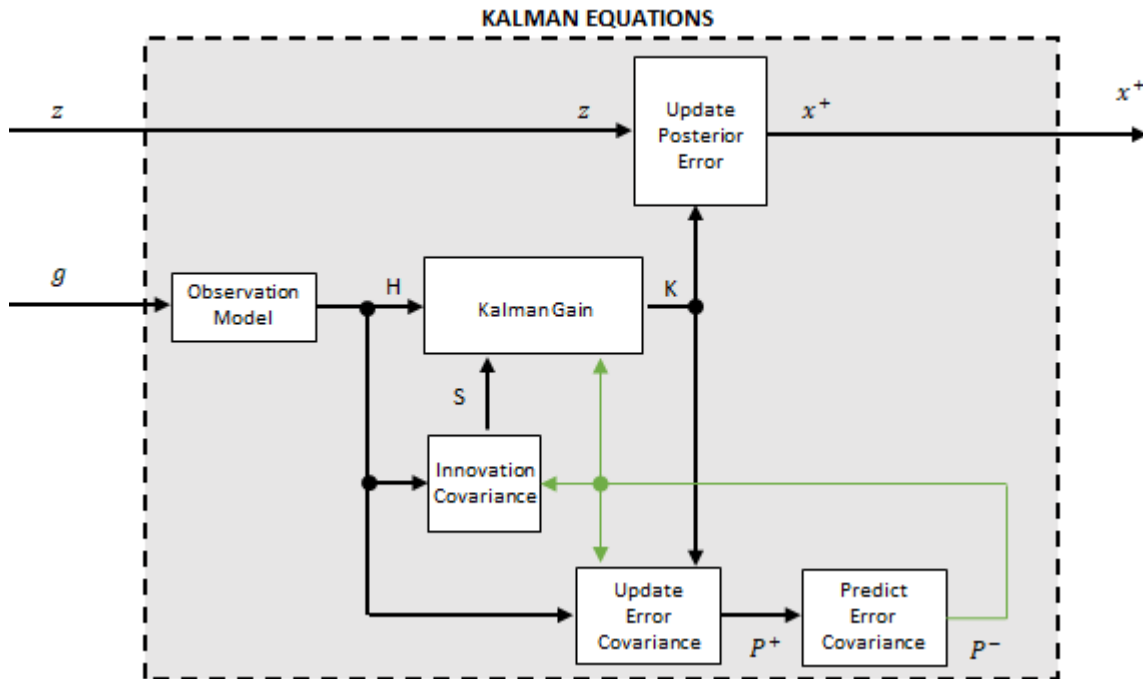 KALMAN EQUATIONS
z
z
Update
Posterior
Error
x⁺
x⁺
g
Observation
Model
H
Kalman Gain
K
S
Innovation
Covariance
Update
Error
Covariance
P⁺
Predict
Error
Covariance
P⁻